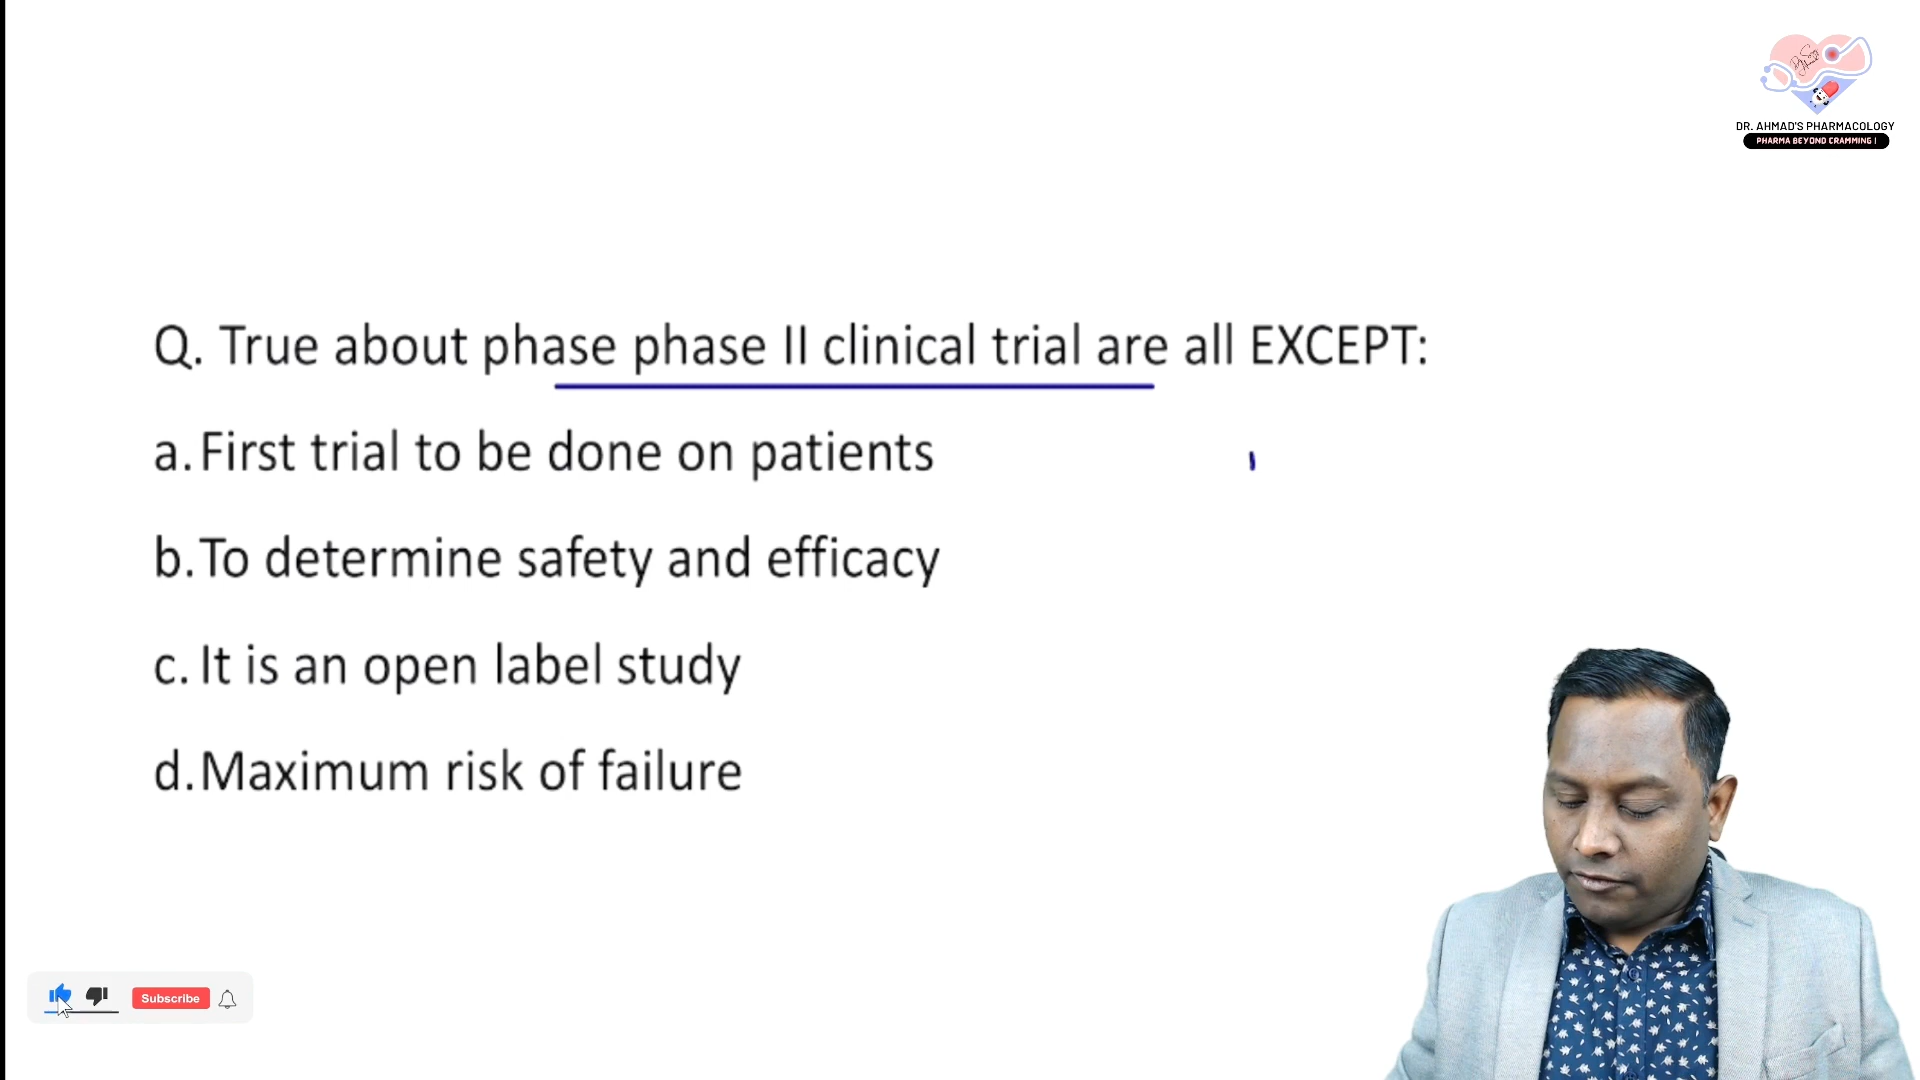 DR. AHMAD'S PHARMACOLOGY
PHARMA BEYOND CRAMMING !
Q. True about phase phase II clinical trial are all EXCEPT:
a. First trial to be done on patients
b. To determine safety and efficacy
c. It is an open label study
d. Maximum risk of failure
Subscribe